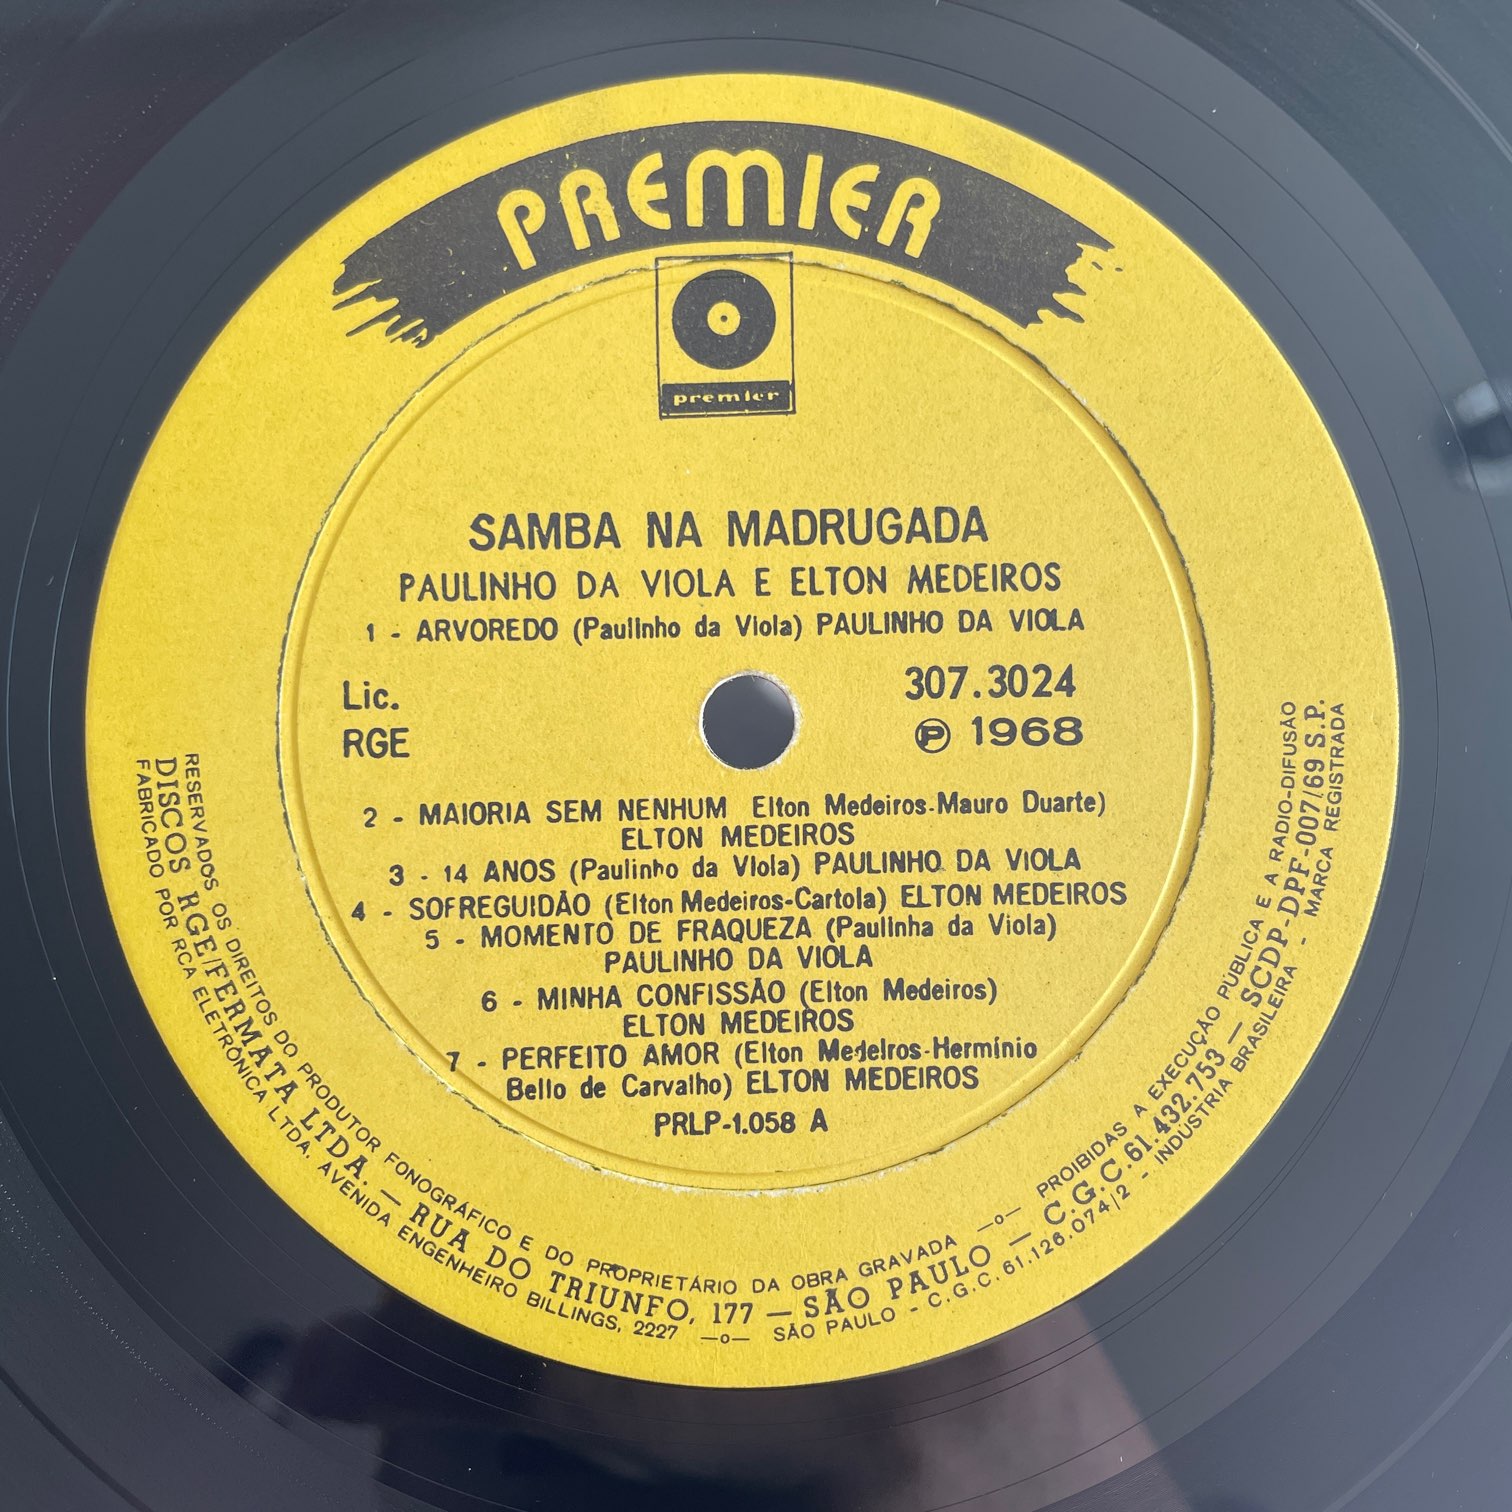 PREMIER
premier
SAMBA NA MADRUGADA
PAULINHO DA VIOLA E ELTON MEDEIROS
1 - ARVOREDO (Paulinho da Viola) PAULINHO DA VIOLA
Lic.
RGE
307.3024
Ⓟ 1968
2 - MAIORIA SEM NENHUM Elton Medeiros-Mauro Duarte)
ELTON MEDEIROS
3 - 14 ANOS (Paulinho da Viola) PAULINHO DA VIOLA
4 - SOFREGUIDÃO (Elton Medeiros-Cartola) ELTON MEDEIROS
5 - MOMENTO DE FRAQUEZA (Paulinha da Viola)
PAULINHO DA VIOLA
6 - MINHA CONFISSÃO (Elton Medeiros)
ELTON MEDEIROS
7 - PERFEITO AMOR (Elton Medeiros-Hermínio
Bello de Carvalho) ELTON MEDEIROS
PRLP-1.058 A
RESERVADOS OS DIREITOS DO PRODUTOR FONOGRÁFICO E DO PROPRIETÁRIO DA OBRA GRAVADA —o— PROIBIDAS A EXECUÇÃO PÚBLICA E A RADIO-DIFUSÃO
DISCOS RGE/FERMATA LTDA. — RUA DO TRIUNFO, 177 — SÃO PAULO — C.G.C. 61.432.753 — SCDP-DPF-007/69 S.P.
FABRICADO POR RCA ELETRÔNICA LTDA. AVENIDA ENGENHEIRO BILLINGS, 2227 —o— SÃO PAULO - C.G.C. 61.126.074/2 - INDÚSTRIA BRASILEIRA - MARCA REGISTRADA